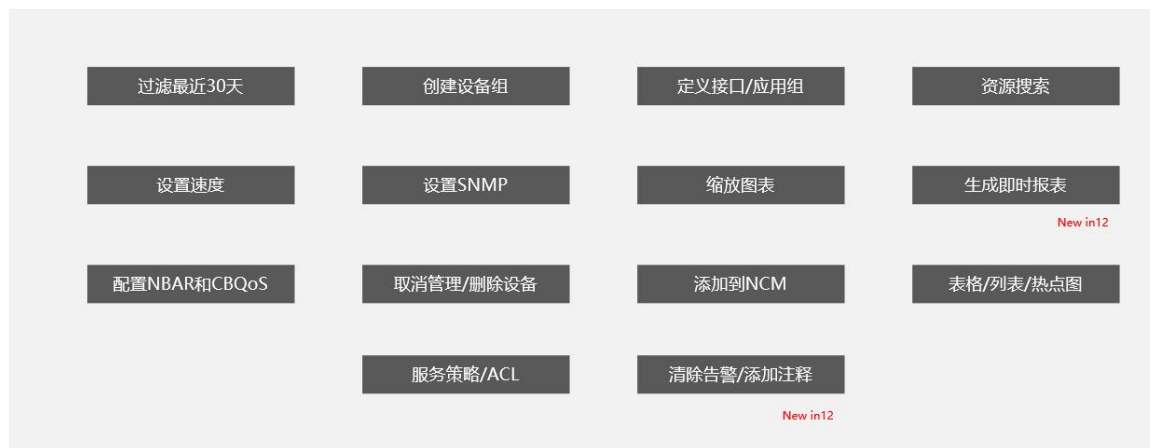 过滤最近30天
创建设备组
定义接口/应用组
资源搜索
设置速度
设置SNMP
缩放图表
生成即时报表
New in12
配置NBAR和CBQoS
取消管理/删除设备
添加到NCM
表格/列表/热点图
服务策略/ACL
清除告警/添加注释
New in12